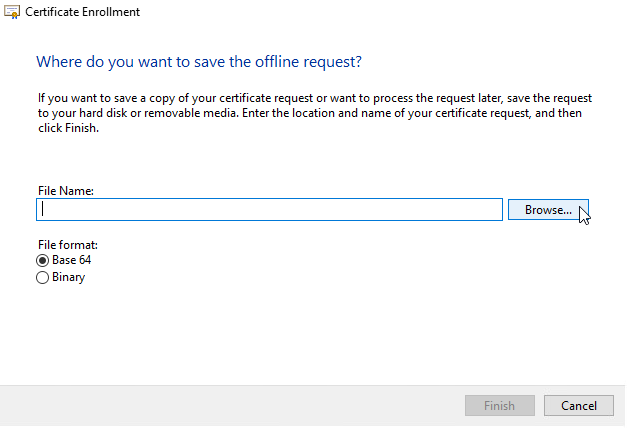 Certificate Enrollment
Where do you want to save the offline request?
If you want to save a copy of your certificate request or want to process the request later, save the request
to your hard disk or removable media. Enter the location and name of your certificate request, and then
click Finish.
File Name:
Browse...
File format:
Base 64
Binary
Finish
Cancel